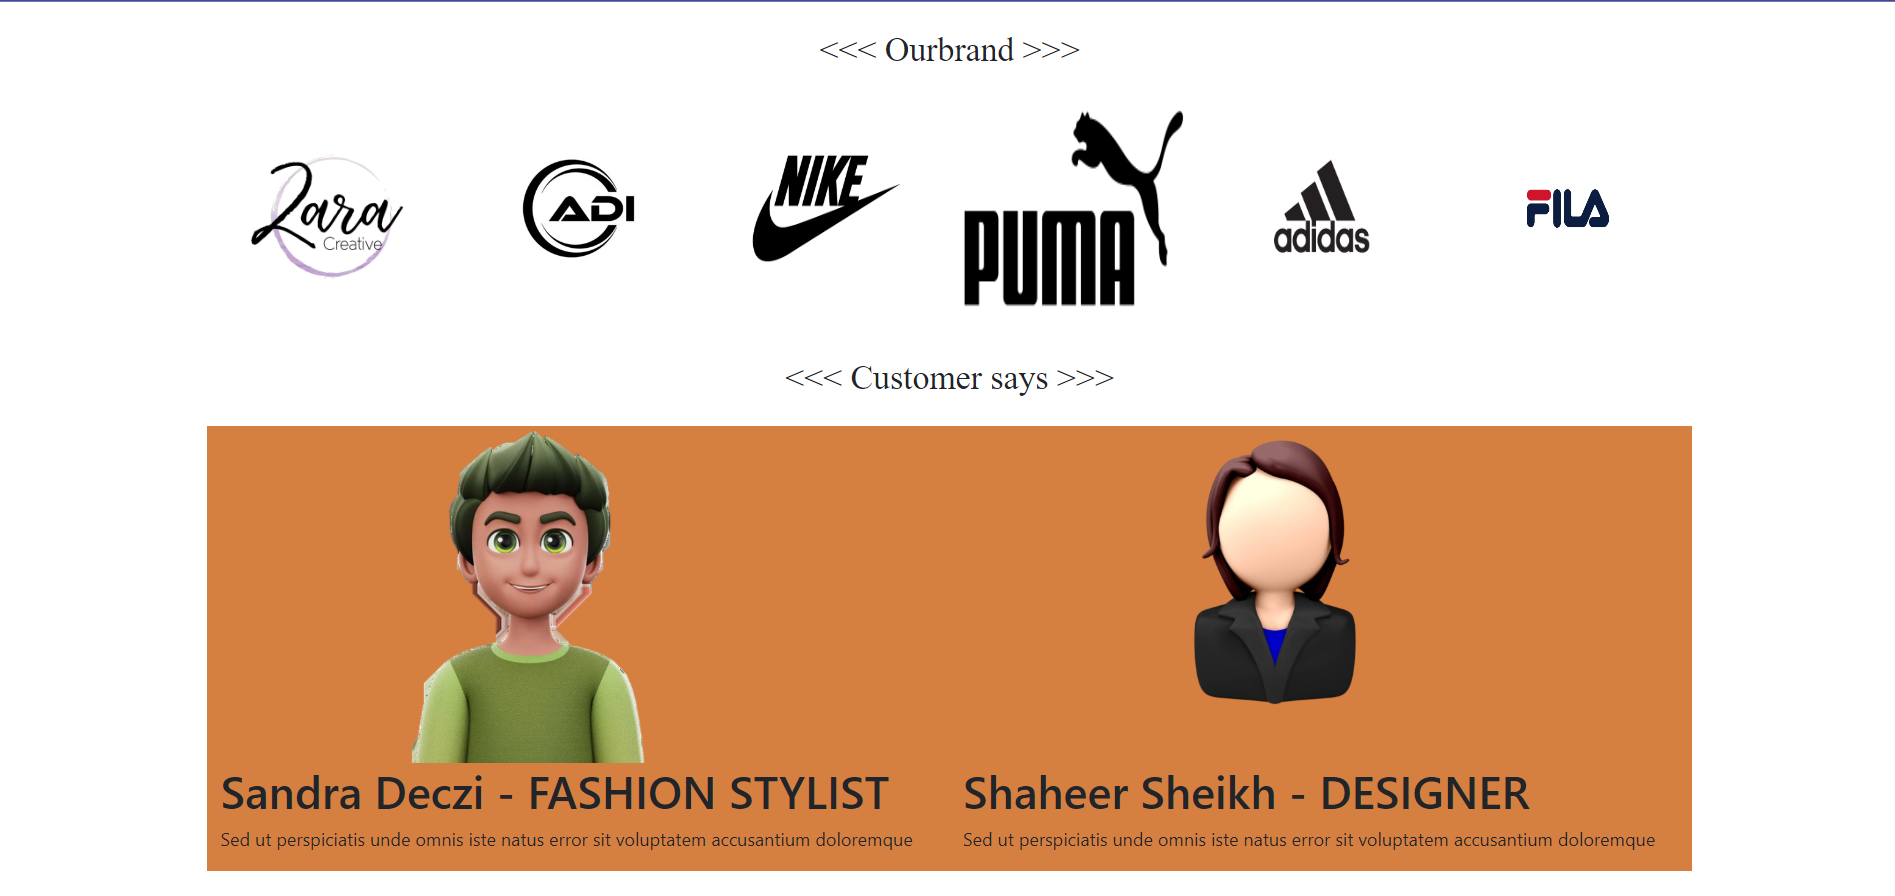 <<< Ourbrand >>>
Zara
Creative
ADI
NIKE
PUMA
adidas
FILA
<<< Customer says >>>
Sandra Deczi - FASHION STYLIST
Sed ut perspiciatis unde omnis iste natus error sit voluptatem accusantium doloremque
Shaheer Sheikh - DESIGNER
Sed ut perspiciatis unde omnis iste natus error sit voluptatem accusantium doloremque